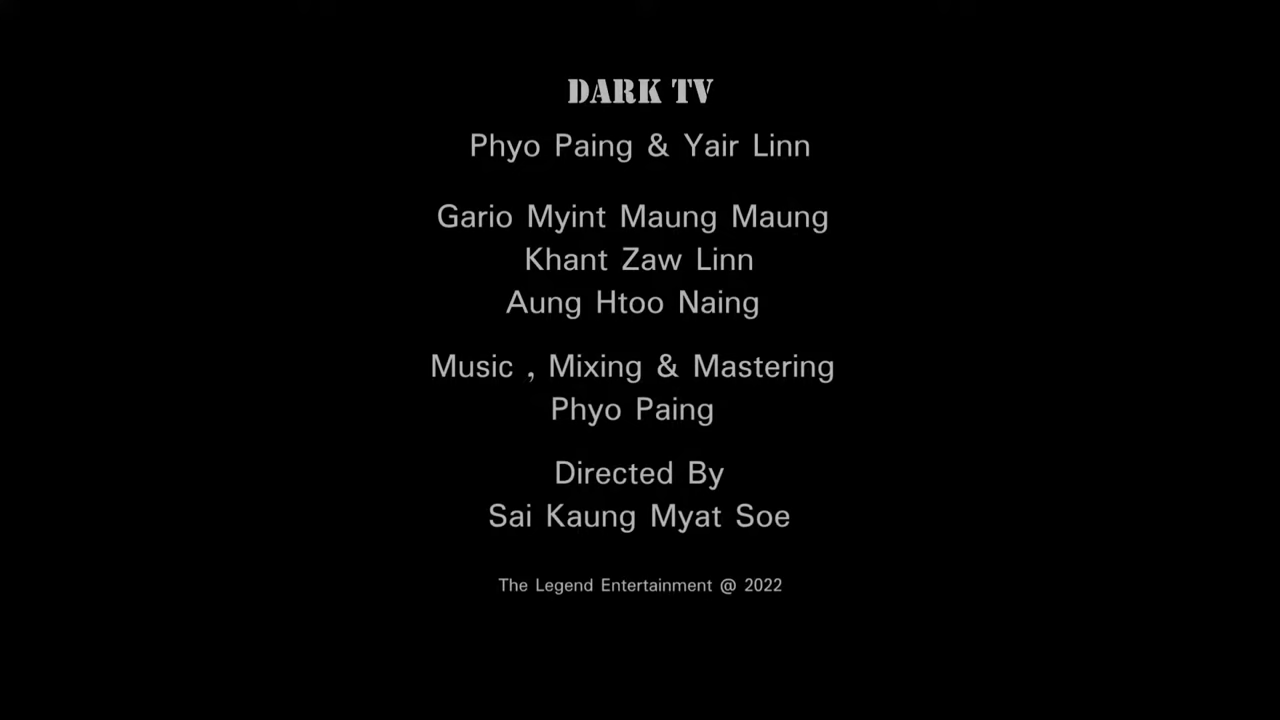 DARK TV
Phyo Paing & Yair Linn
Gario Myint Maung Maung
Khant Zaw Linn
Aung Htoo Naing
Music , Mixing & Mastering
Phyo Paing
Directed By
Sai Kaung Myat Soe
The Legend Entertainment @ 2022